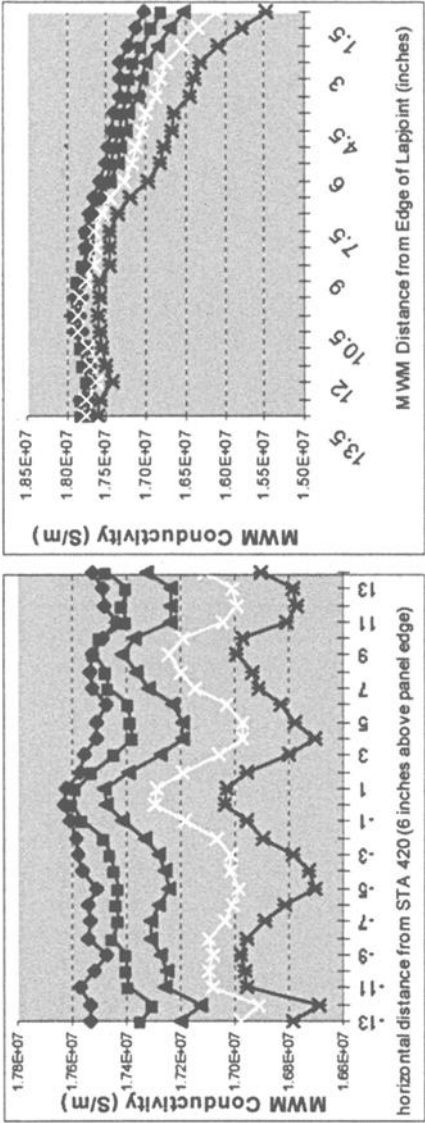 MWM Conductivity (S/m)
1.78E+07
1.76E+07
1.74E+07
1.72E+07
1.70E+07
1.68E+07
1.66E+07
-13 -11 -9 -7 -5 -3 -1 1 3 5 7 9 11 13
horizontal distance from STA 420 (6 inches above panel edge)
MWM Conductivity (S/m)
1.85E+07
1.80E+07
1.75E+07
1.70E+07
1.65E+07
1.60E+07
1.55E+07
1.50E+07
13.5 12 10.5 9 7.5 6 4.5 3 1.5
MWM Distance from Edge of Lapjoint (inches)